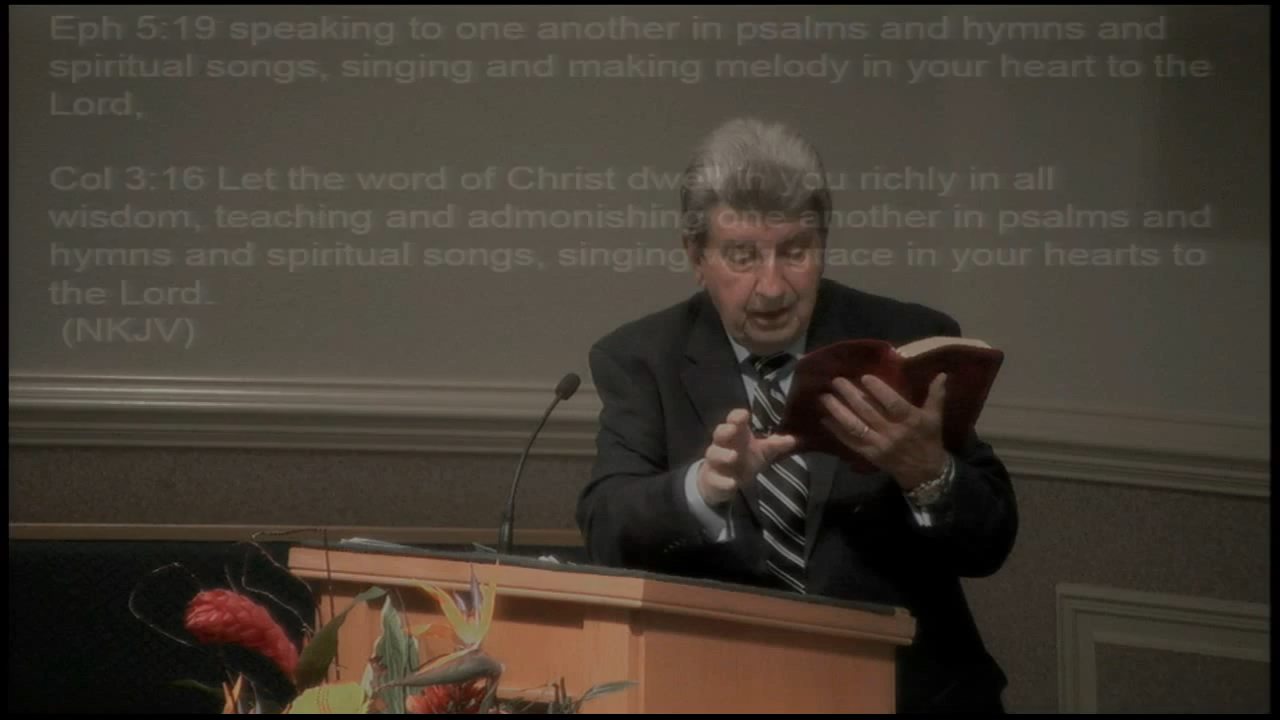 Eph 5:19 speaking to one another in psalms and hymns and
spiritual songs, singing and making melody in your heart to the
Lord,
Col 3:16 Let the word of Christ dwell in you richly in all
wisdom, teaching and admonishing one another in psalms and
hymns and spiritual songs, singing race in your hearts to
the Lord.
(NKJV)